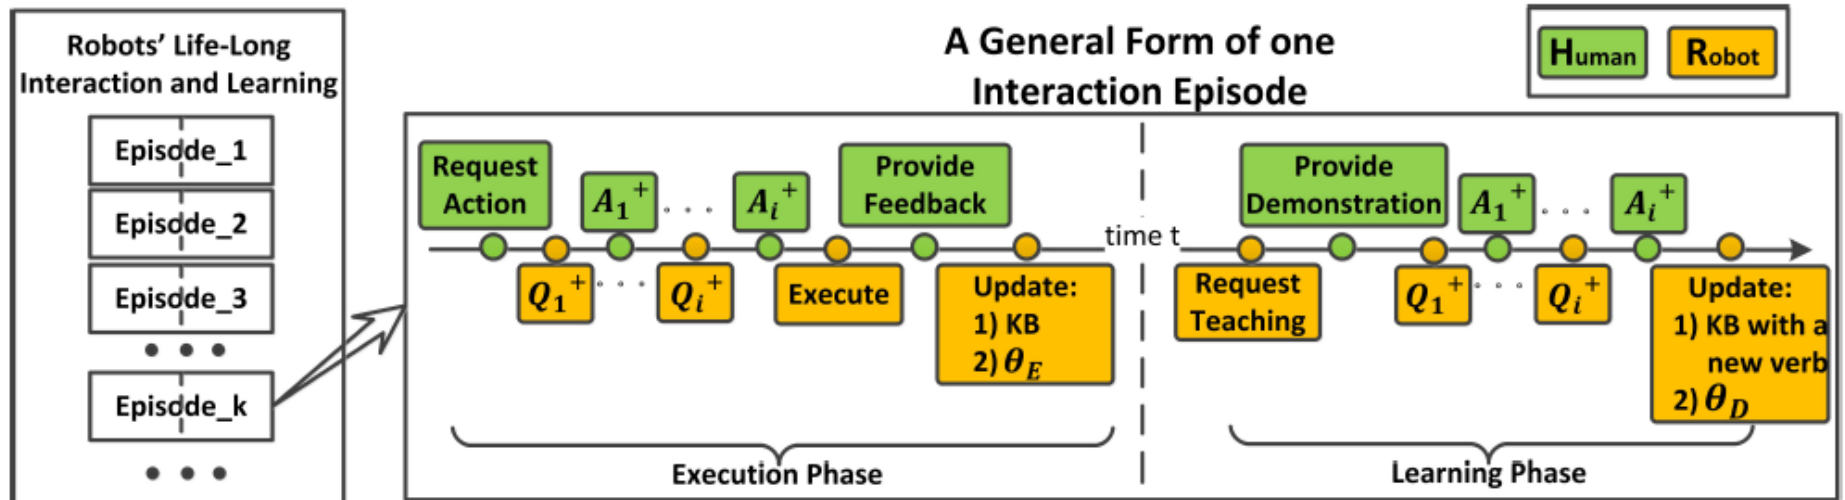 Robots' Life-Long
Interaction and Learning
Episode_1
Episode_2
Episode_3
Episode_k
A General Form of one
Interaction Episode
Human
Robot
Request
Action
A₁⁺
. . .
Aᵢ⁺
Provide
Feedback
Q₁⁺
. . .
Qᵢ⁺
Execute
Update:
1) KB
2) θ_E
Execution Phase
time t
Request
Teaching
Provide
Demonstration
A₁⁺
. . .
Aᵢ⁺
Q₁⁺
. . .
Qᵢ⁺
Update:
1) KB with a
new verb
2) θ_D
Learning Phase